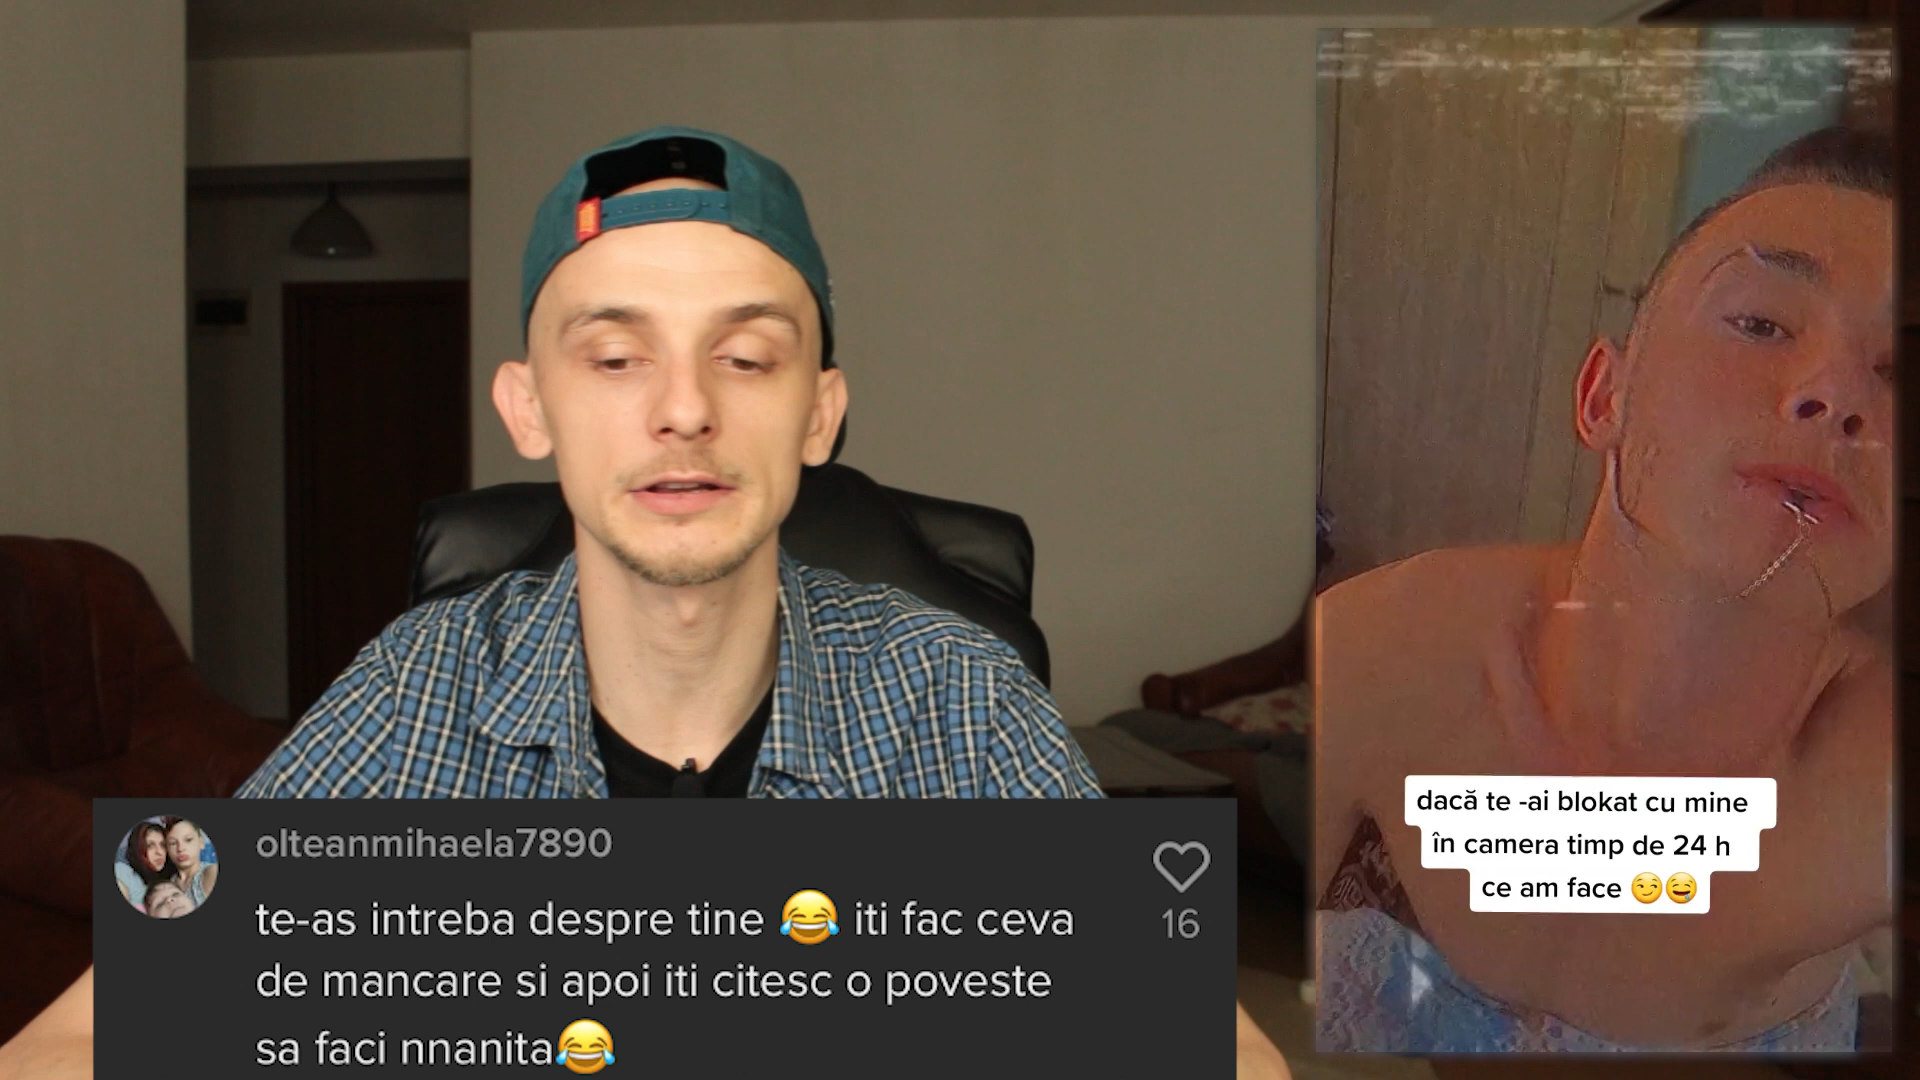 olteanmihaela7890
te-as intreba despre tine 😂 iti fac ceva
de mancare si apoi iti citesc o poveste
sa faci nnanita😂
16
dacă te -ai blokat cu mine
în camera timp de 24 h
ce am face 😏🤤